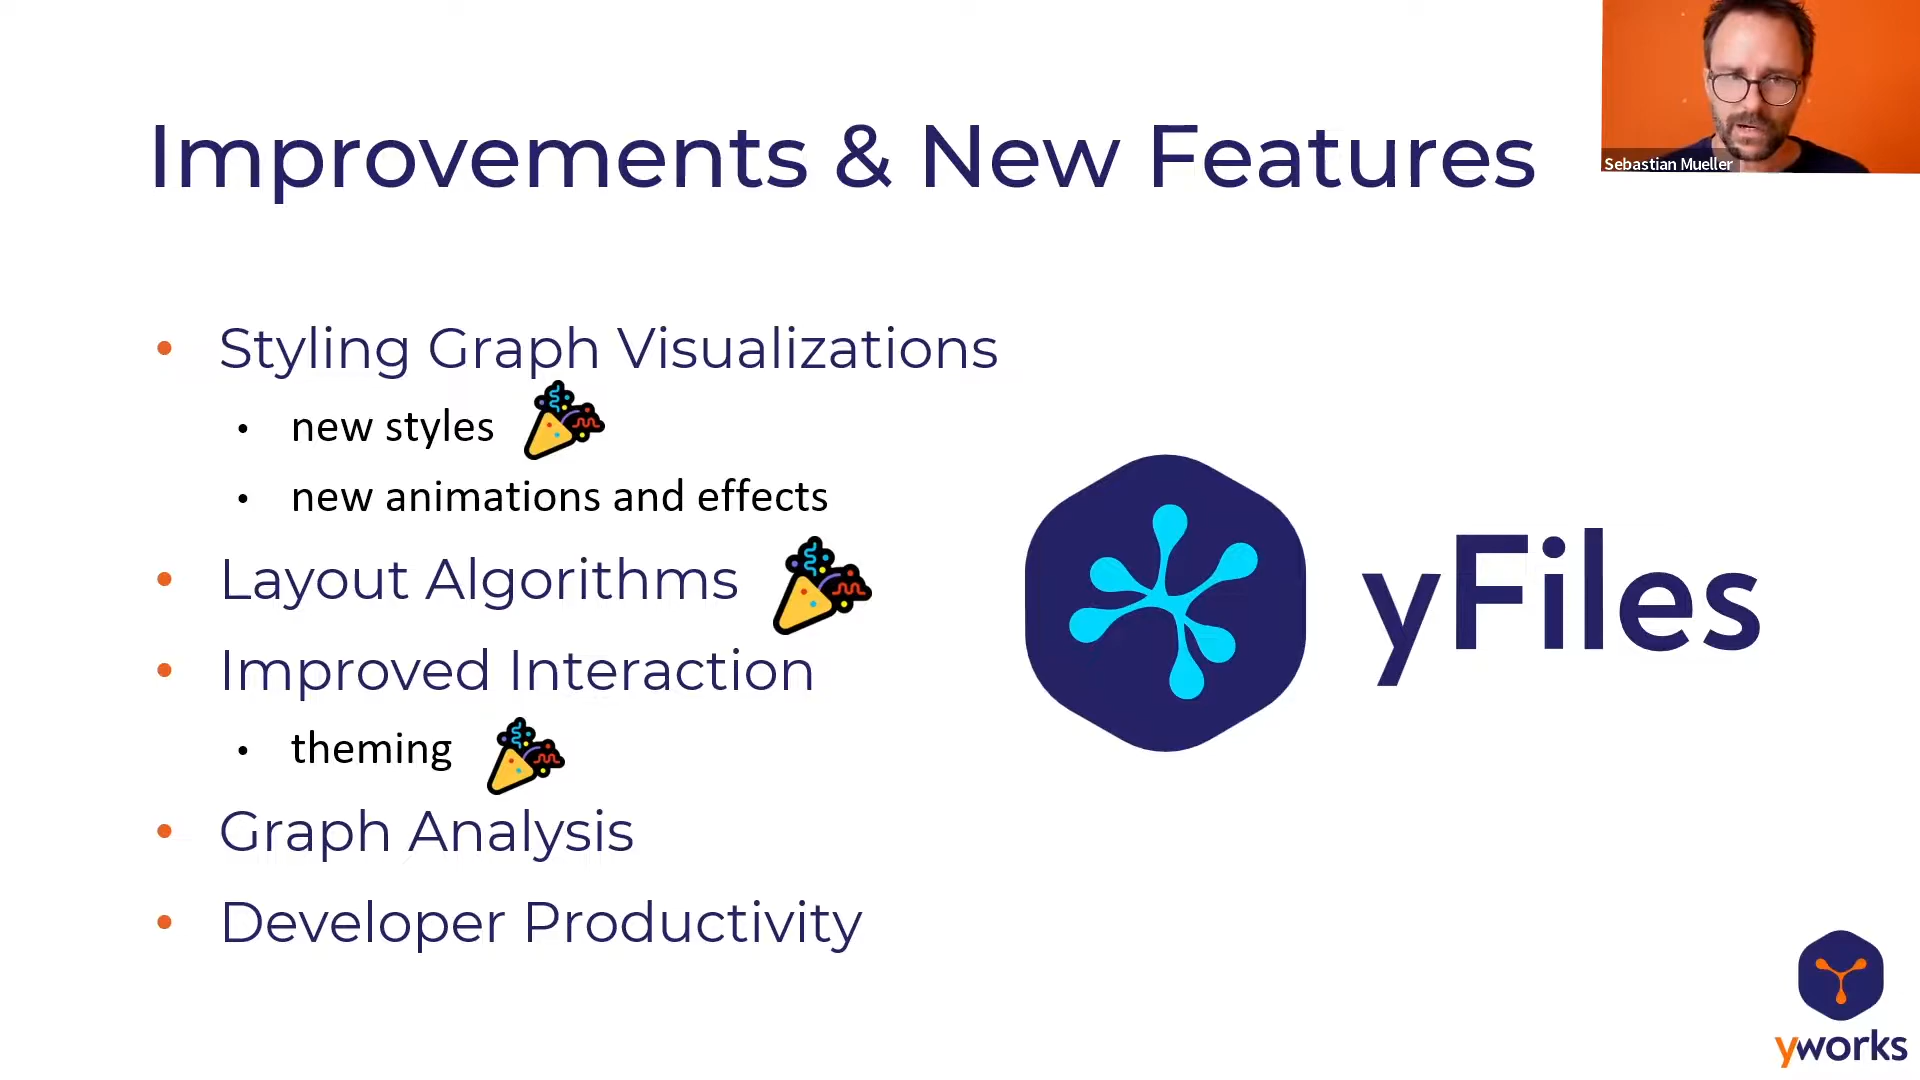 Improvements & New Features
Sebastian Mueller
• Styling Graph Visualizations
• new styles
• new animations and effects
• Layout Algorithms
• Improved Interaction
• theming
• Graph Analysis
• Developer Productivity
yFiles
yworks